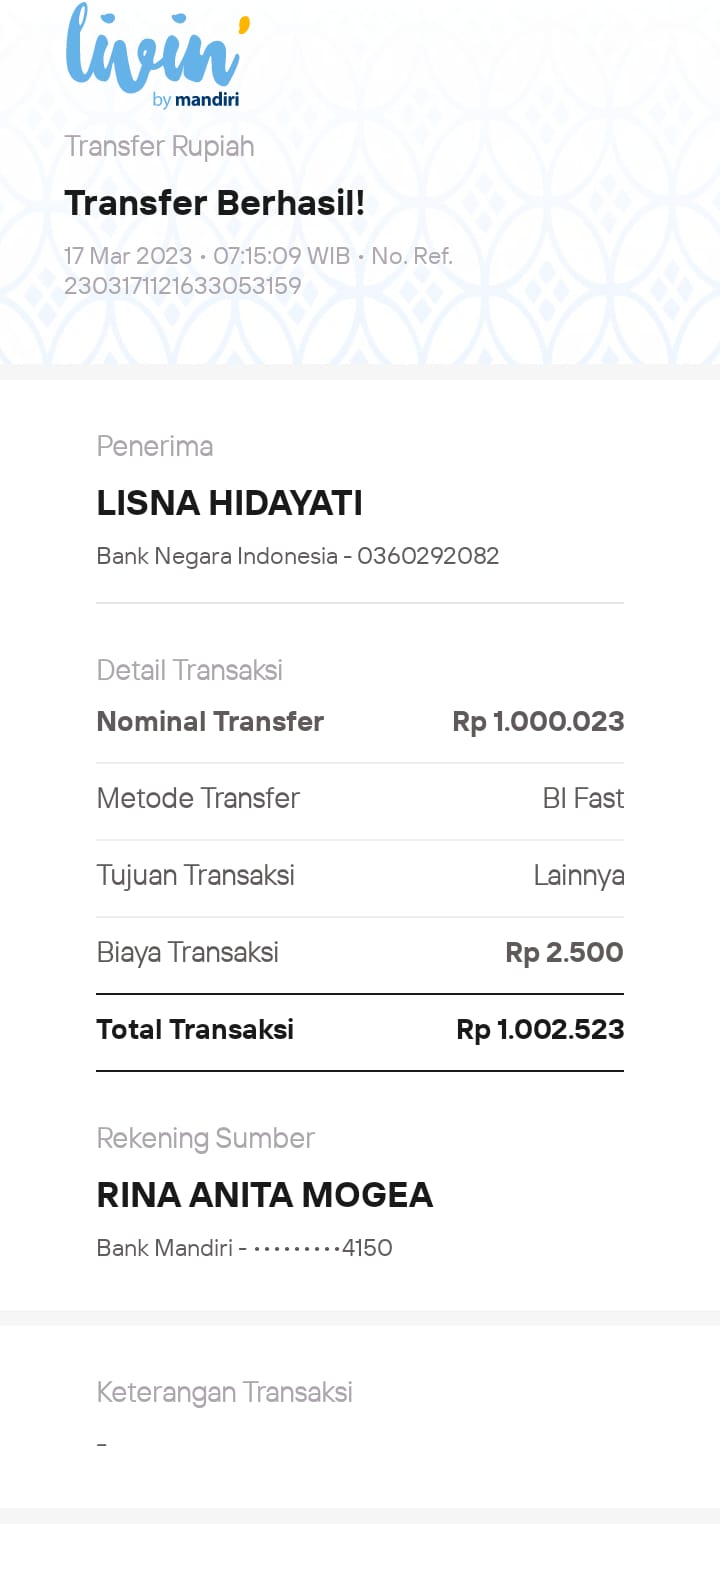 livin'
by mandiri
Transfer Rupiah
Transfer Berhasil!
17 Mar 2023 • 07:15:09 WIB • No. Ref.
2303171121633053159
Penerima
LISNA HIDAYATI
Bank Negara Indonesia - 0360292082
Detail Transaksi
Nominal Transfer Rp 1.000.023
Metode Transfer BI Fast
Tujuan Transaksi Lainnya
Biaya Transaksi Rp 2.500
Total Transaksi Rp 1.002.523
Rekening Sumber
RINA ANITA MOGEA
Bank Mandiri - •••••••••4150
Keterangan Transaksi
-